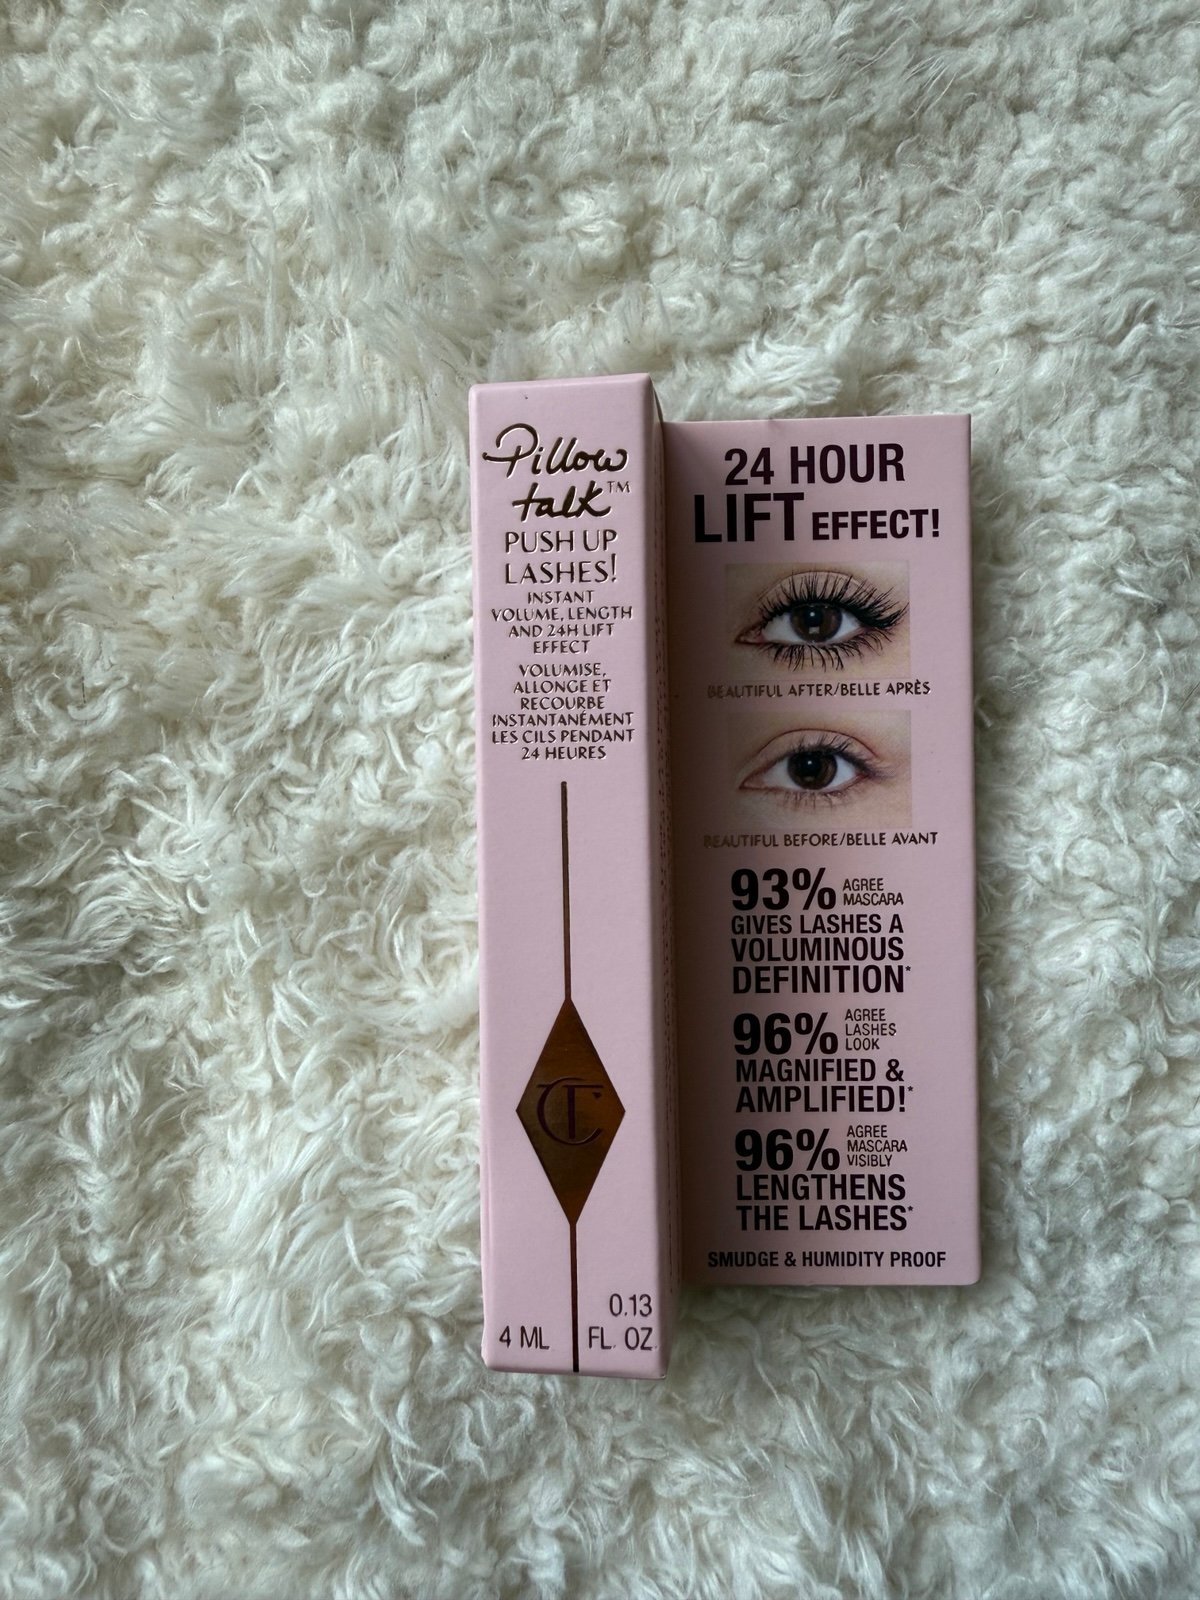 Pillow
talk™
PUSH UP
LASHES!
INSTANT
VOLUME, LENGTH
AND 24H LIFT
EFFECT
VOLUMISE,
ALLONGE ET
RECOURBE
INSTANTANÉMENT
LES CILS PENDANT
24 HEURES
CT
0.13
4 ML FL. OZ
24 HOUR
LIFT EFFECT!
BEAUTIFUL AFTER/BELLE APRÈS
BEAUTIFUL BEFORE/BELLE AVANT
93% AGREE
MASCARA
GIVES LASHES A
VOLUMINOUS
DEFINITION*
96% AGREE
LASHES
LOOK
MAGNIFIED &
AMPLIFIED!*
96% AGREE
MASCARA
VISIBLY
LENGTHENS
THE LASHES*
SMUDGE & HUMIDITY PROOF